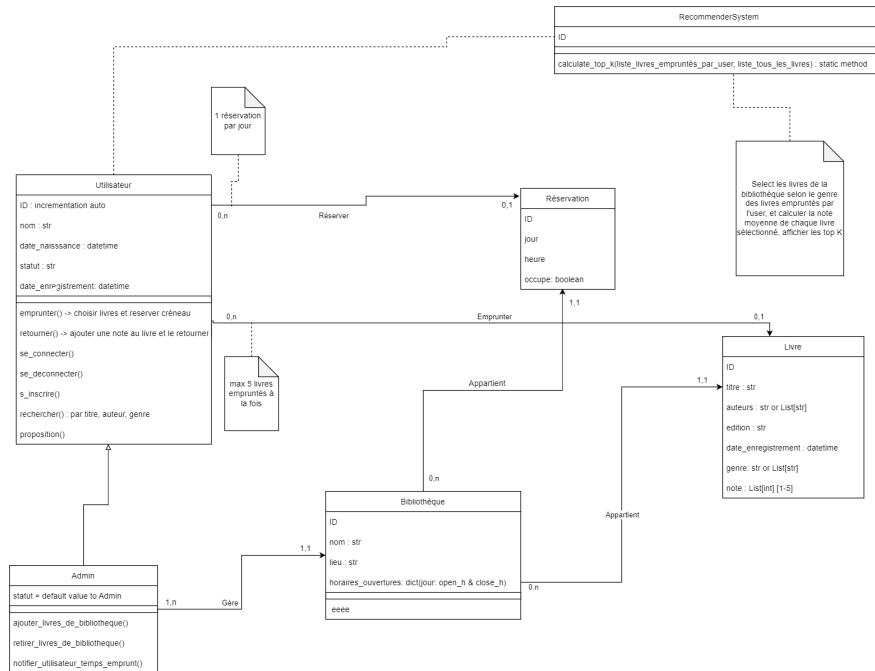 RecommenderSystem
ID
calculate_top_k(liste_livres_empruntés_par_user, liste_tous_les_livres) : static method
1 réservation
par jour
Select les livres de la
bibliothèque selon le genre
des livres empruntés par
l'user, et calculer la note
moyenne de chaque livre
sélectionné, afficher les top K
Utilisateur
ID : incrementation auto
nom : str
date_naisssance : datetime
statut : str
date_enregistrement: datetime
emprunter() -> choisir livres et reserver créneau
retourner() -> ajouter une note au livre et le retourner
se_connecter()
se_deconnecter()
s_inscrire()
rechercher() : par titre, auteur, genre
proposition()
0,n
Réserver
0,1
Réservation
ID
jour
heure
occupe: boolean
1,1
0,n
Emprunter
0,1
max 5 livres
empruntés à
la fois
Appartient
1,1
Livre
ID
titre : str
auteurs : str or List[str]
edition : str
date_enregistrement : datetime
genre: str or List[str]
note : List[int] [1-5]
0,n
Appartient
Bibliothèque
ID
nom : str
lieu : str
horaires_ouvertures: dict(jour: open_h & close_h)
eeee
0.n
1,1
Gère
1,n
Admin
statut = default value to Admin
ajouter_livres_de_bibliotheque()
retirer_livres_de_bibliotheque()
notifier_utilisateur_temps_emprunt()